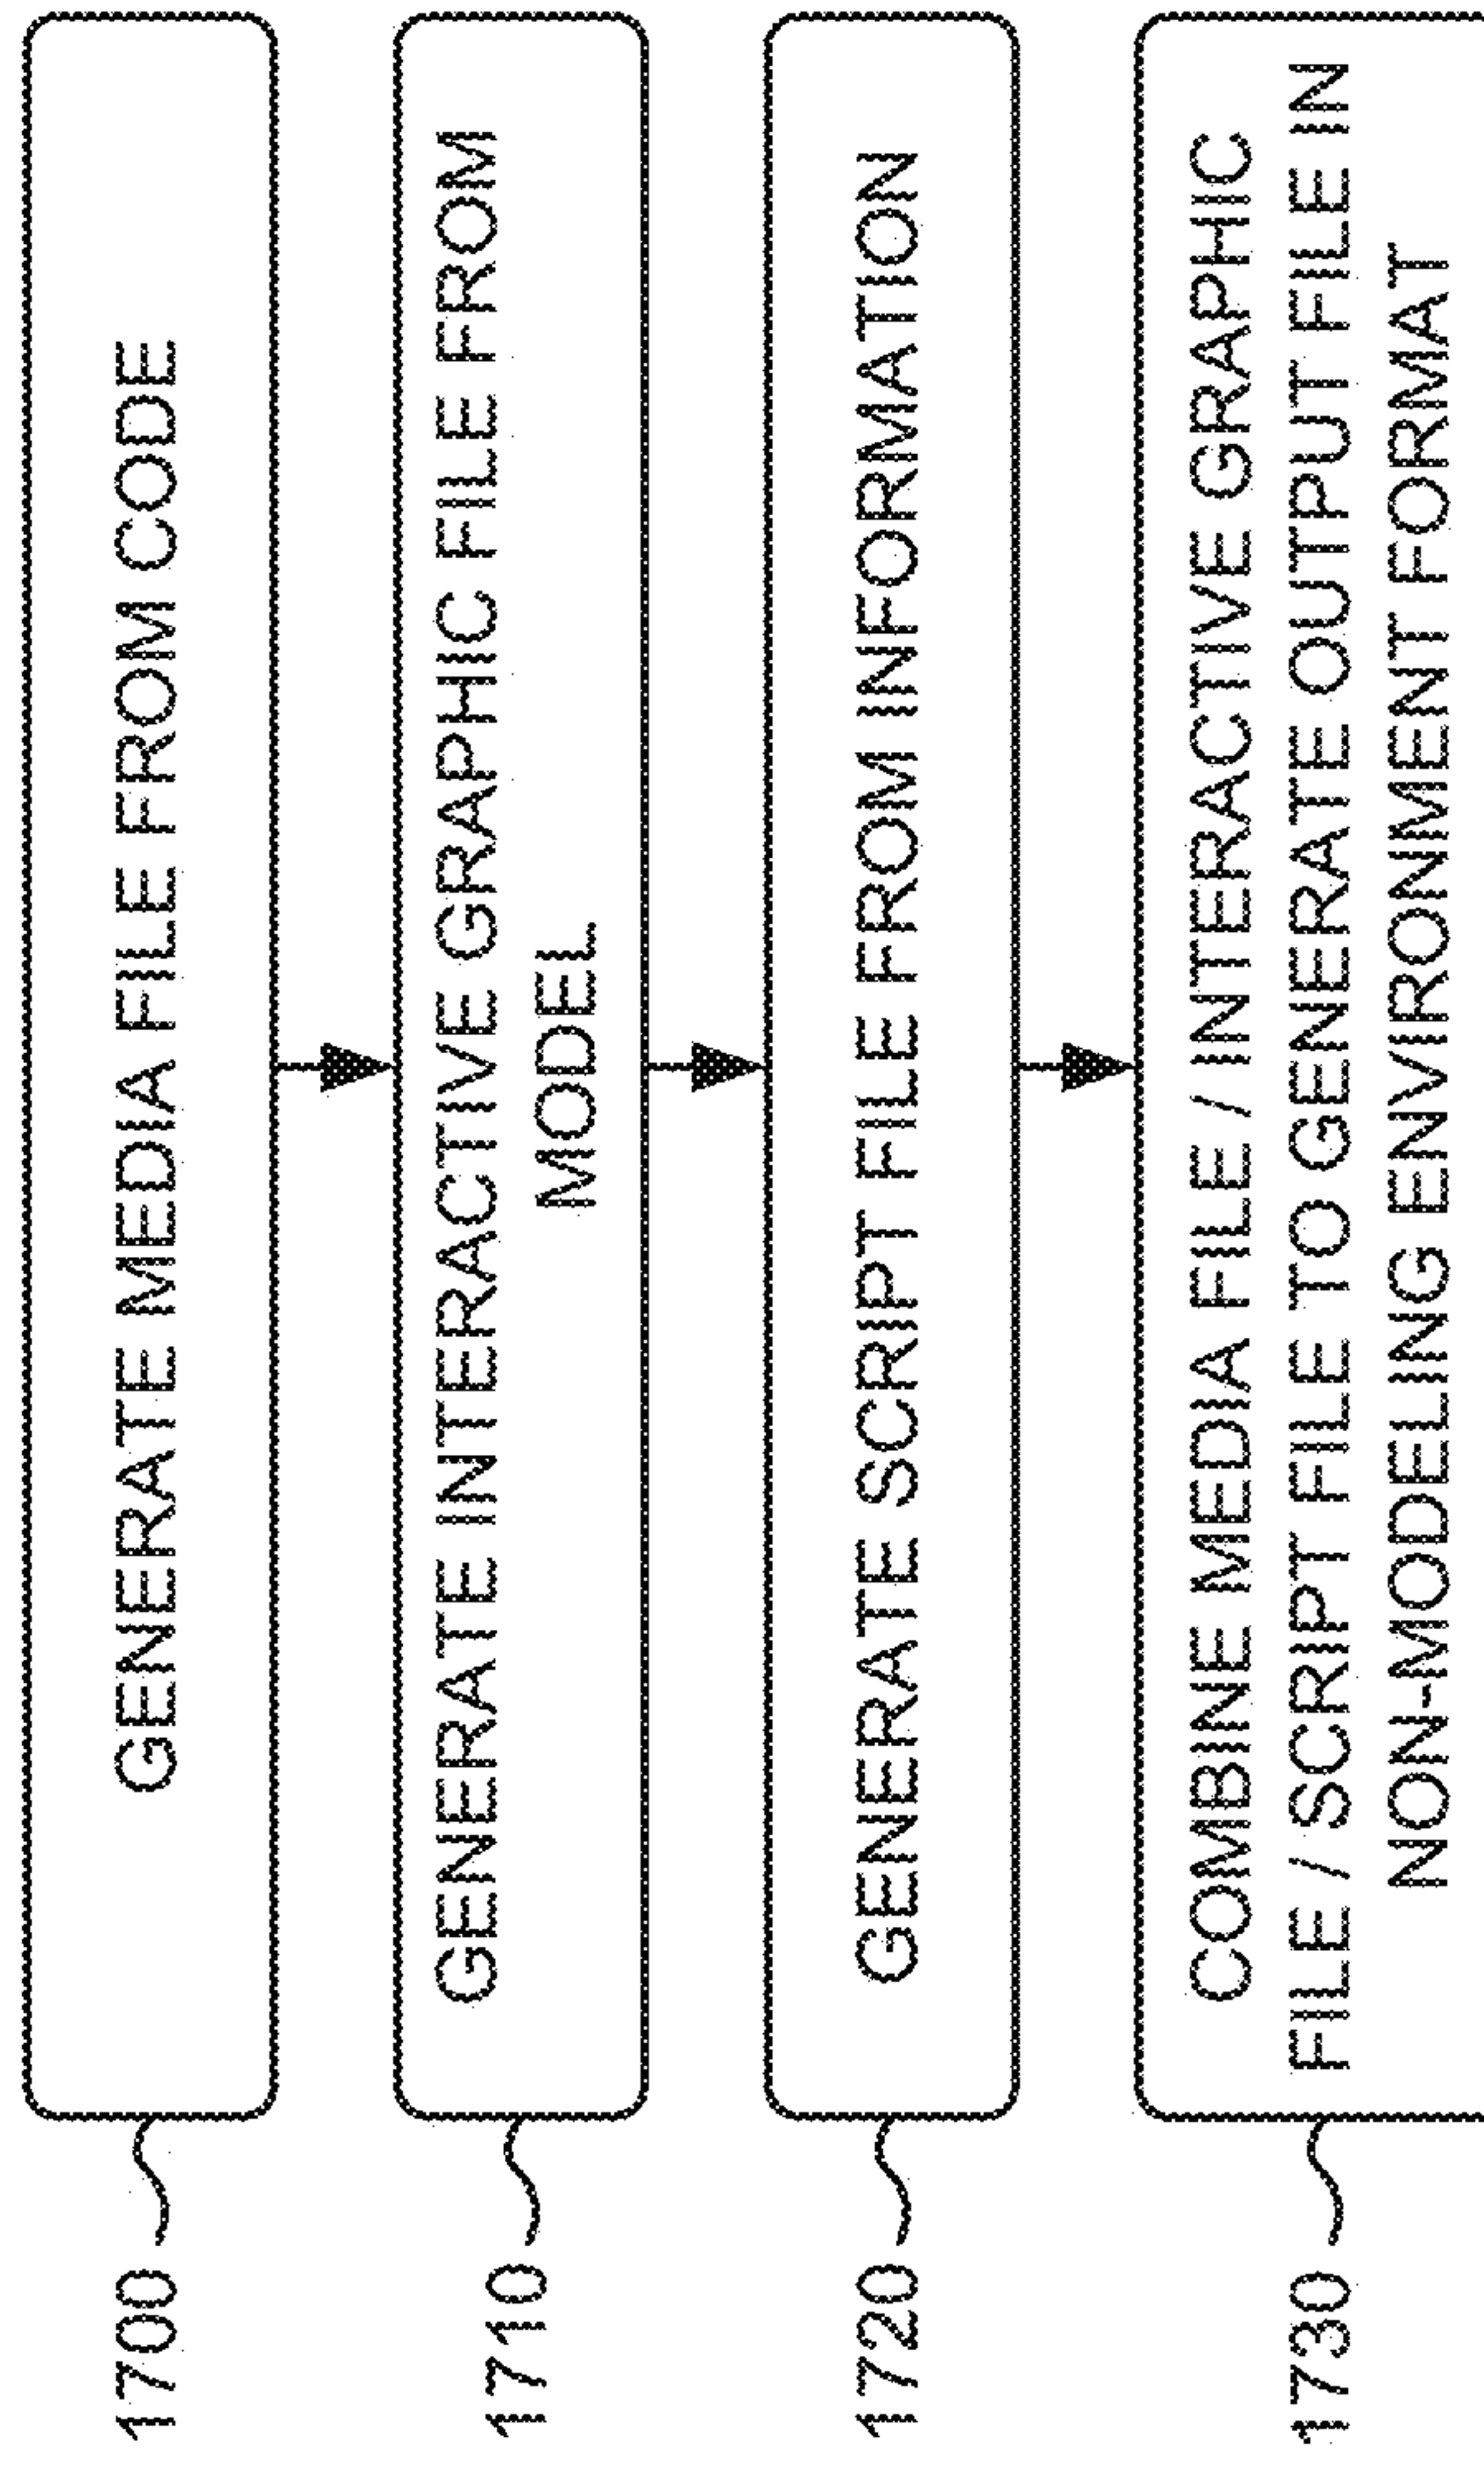 1700
GENERATE MEDIA FILE FROM CODE
1710
GENERATE INTERACTIVE GRAPHIC FILE FROM
MODEL
1720
GENERATE SCRIPT FILE FROM INFORMATION
1730
COMBINE MEDIA FILE / INTERACTIVE GRAPHIC
FILE / SCRIPT FILE TO GENERATE OUTPUT FILE IN
NON-MODELING ENVIRONMENT FORMAT